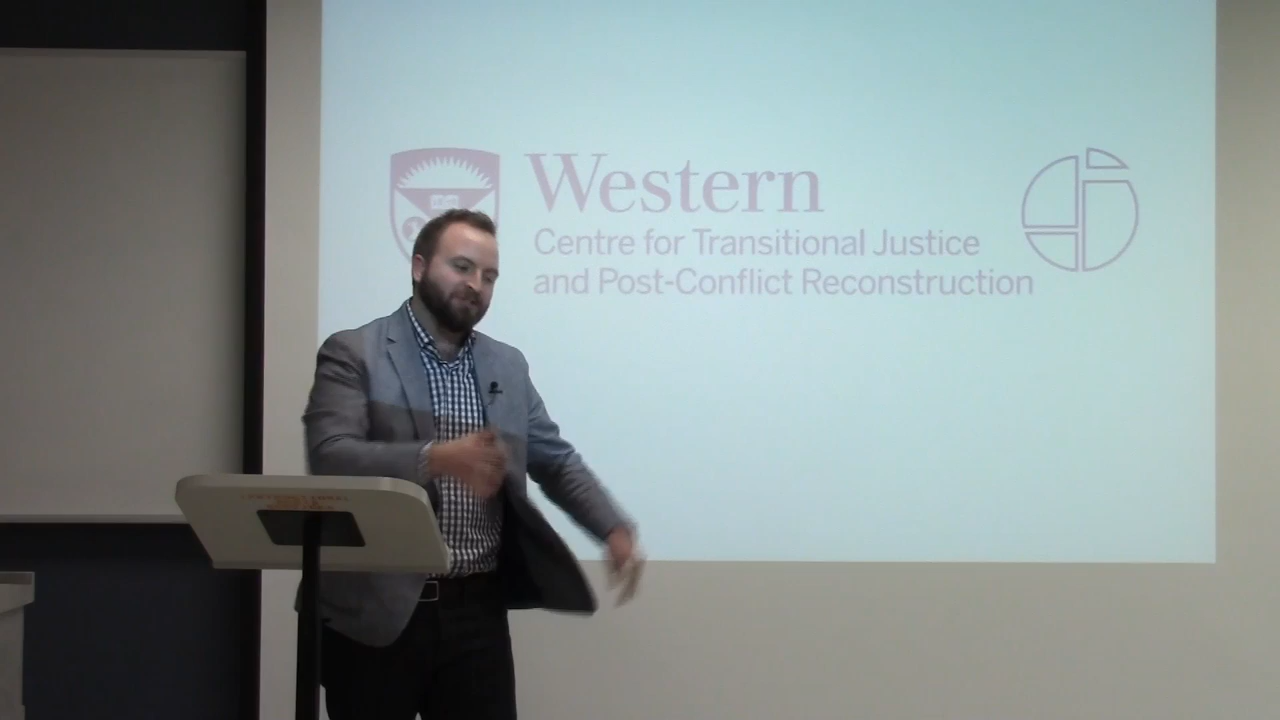 Western
Centre for Transitional Justice
and Post-Conflict Reconstruction